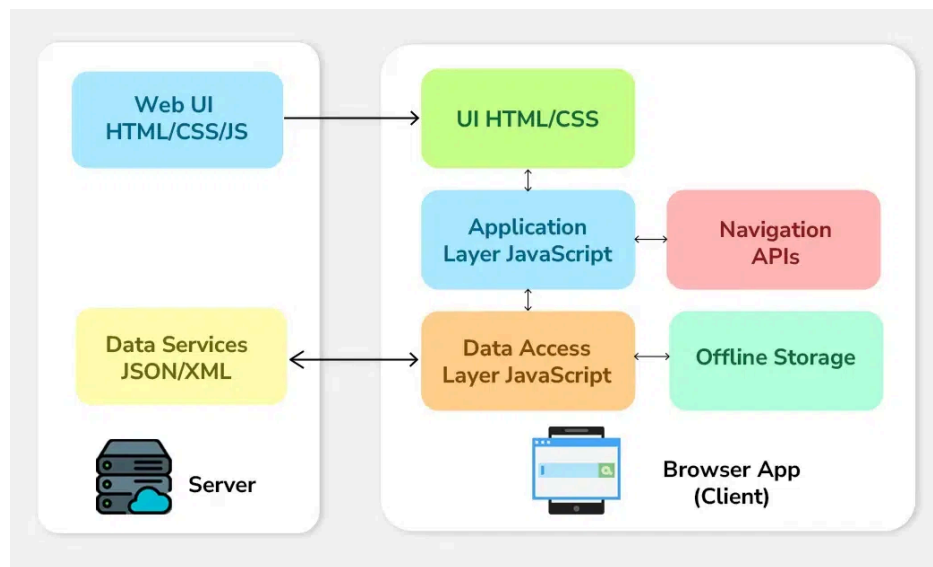 Web UI
HTML/CSS/JS
UI HTML/CSS
Application
Layer JavaScript
Navigation
APIs
Data Services
JSON/XML
Data Access
Layer JavaScript
Offline Storage
Server
Browser App
(Client)